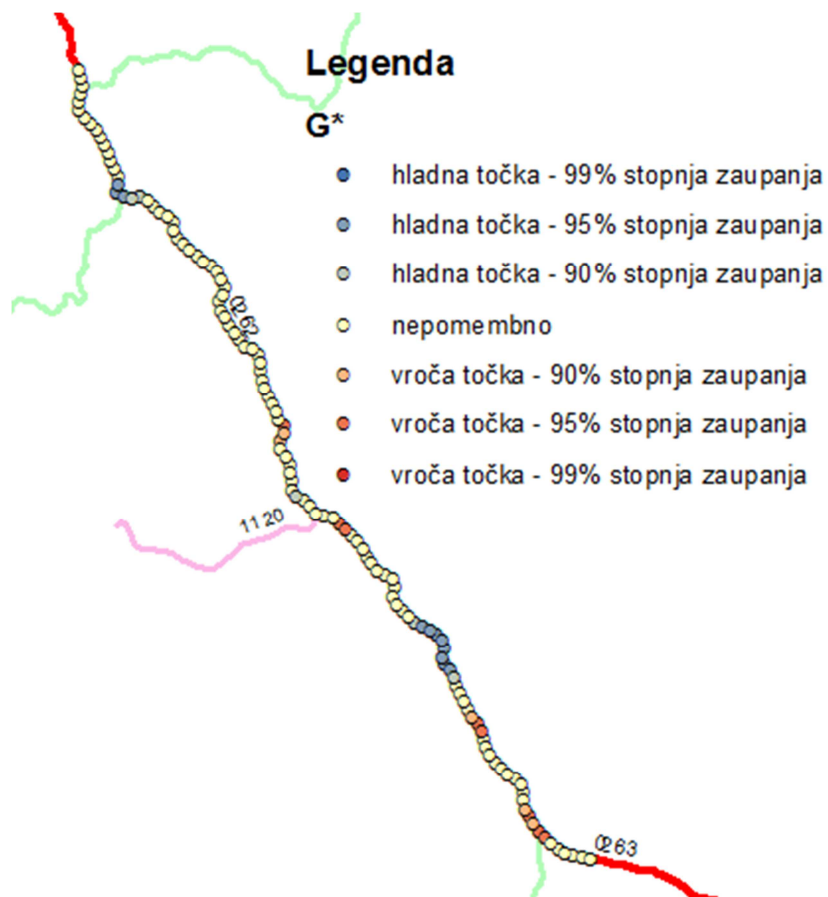 Legenda
G*
hladna točka - 99% stopnja zaupanja
hladna točka - 95% stopnja zaupanja
hladna točka - 90% stopnja zaupanja
nepomembno
vroča točka - 90% stopnja zaupanja
vroča točka - 95% stopnja zaupanja
vroča točka - 99% stopnja zaupanja
0262
1120
0263